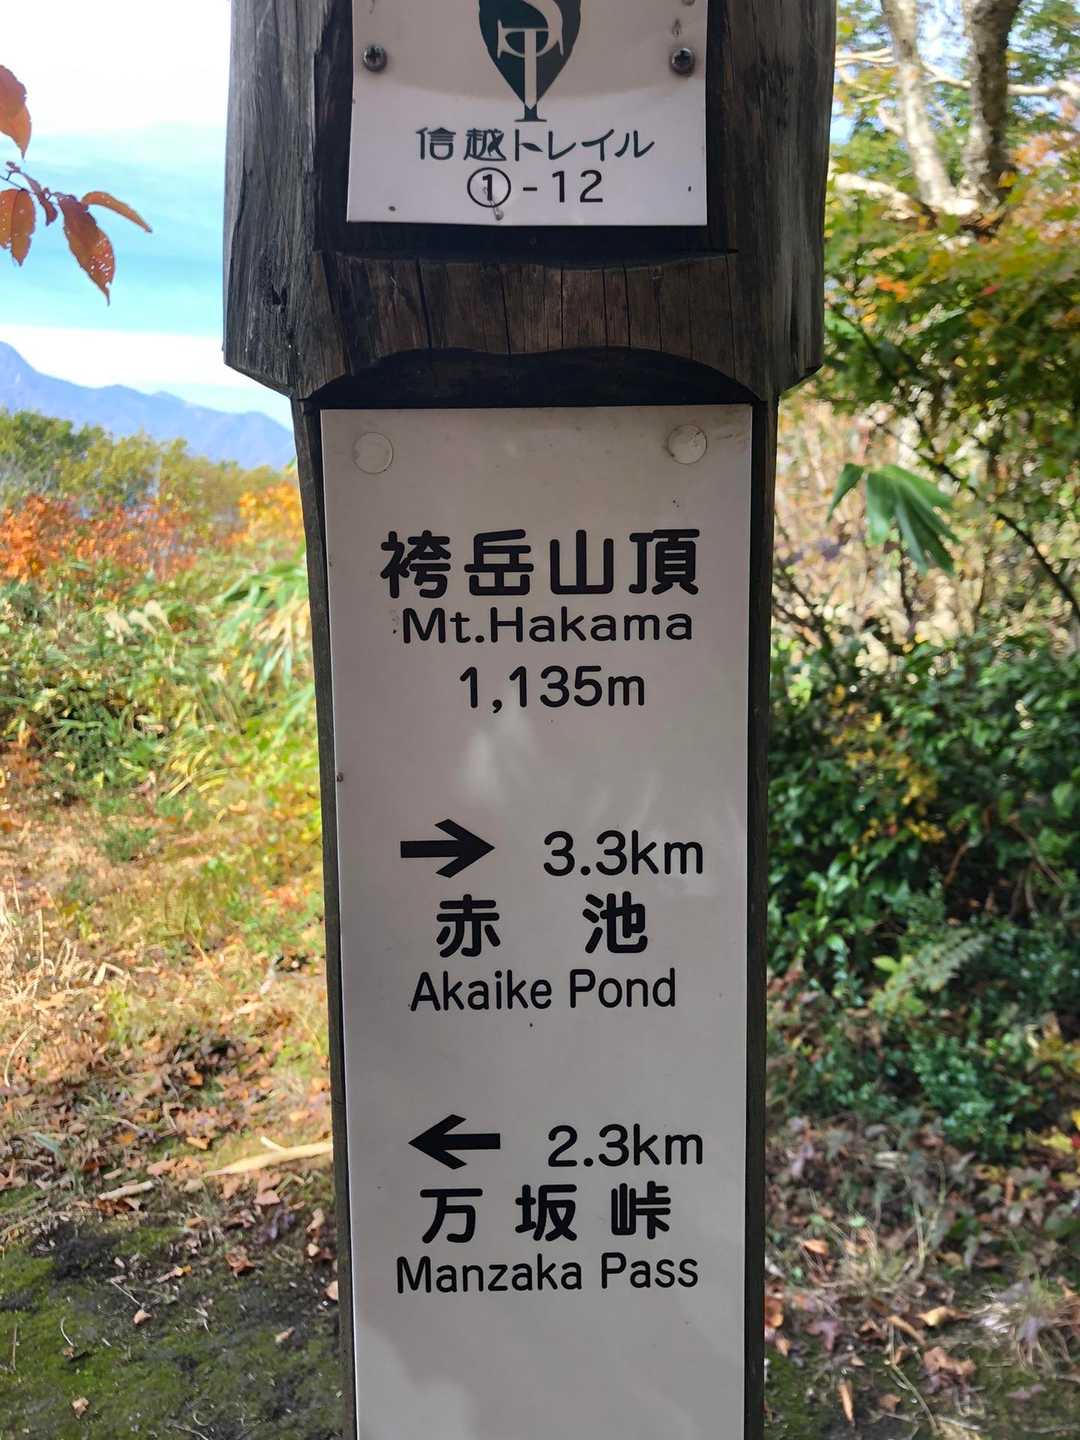 信越トレイル
①-12
袴岳山頂
Mt.Hakama
1,135m
→ 3.3km
赤 池
Akaike Pond
← 2.3km
万坂峠
Manzaka Pass